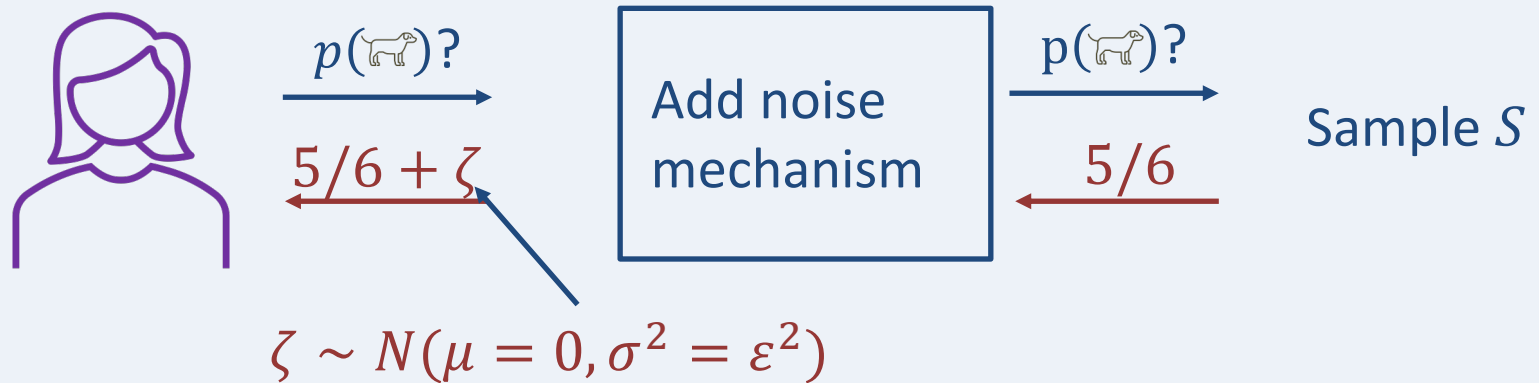 p( )?
5/6 + ζ
Add noise
mechanism
p( )?
5/6
Sample S
ζ ~ N(μ = 0, σ² = ε²)